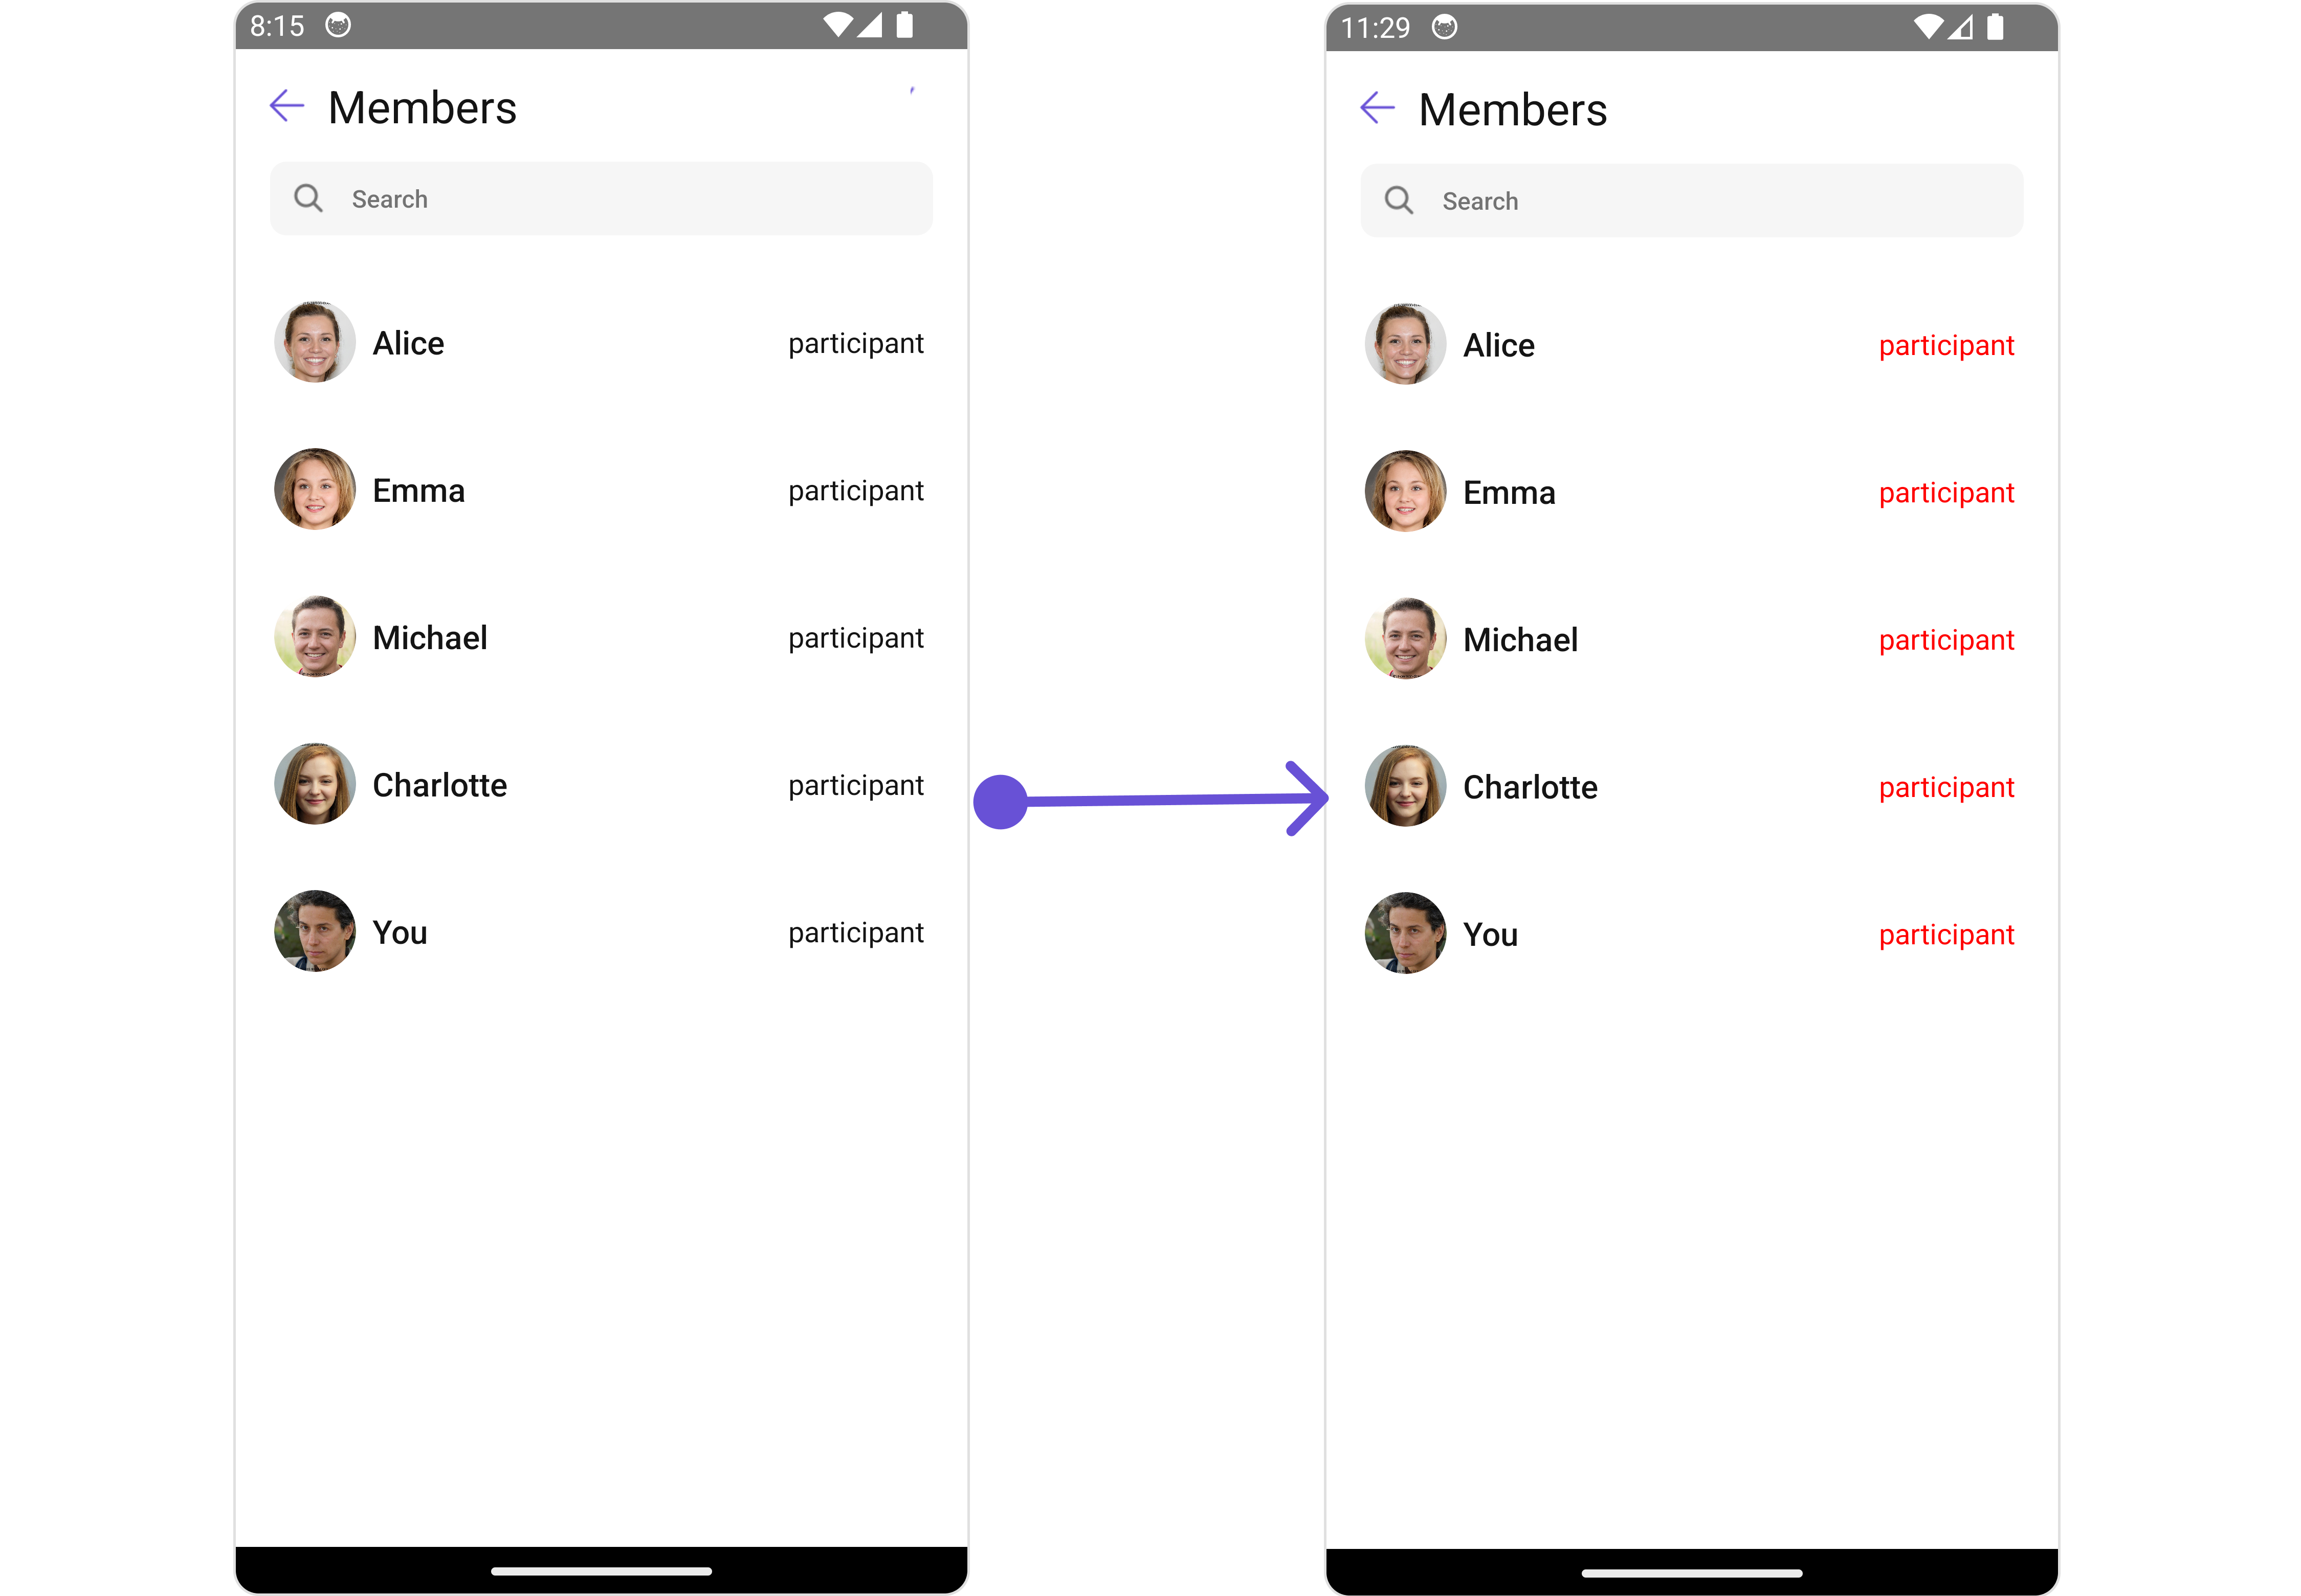 8:15
Members
Search
Alice participant
Emma participant
Michael participant
Charlotte participant
You participant
11:29
Members
Search
Alice participant
Emma participant
Michael participant
Charlotte participant
You participant